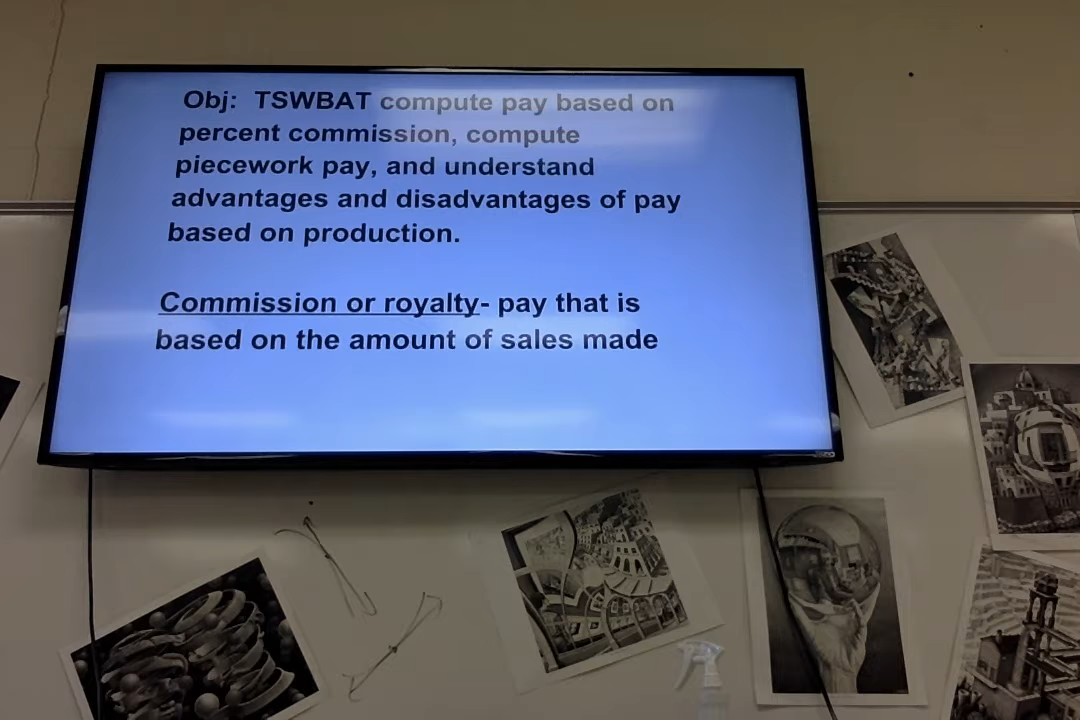 Obj: TSWBAT compute pay based on
percent commission, compute
piecework pay, and understand
advantages and disadvantages of pay
based on production.
Commission or royalty- pay that is
based on the amount of sales made